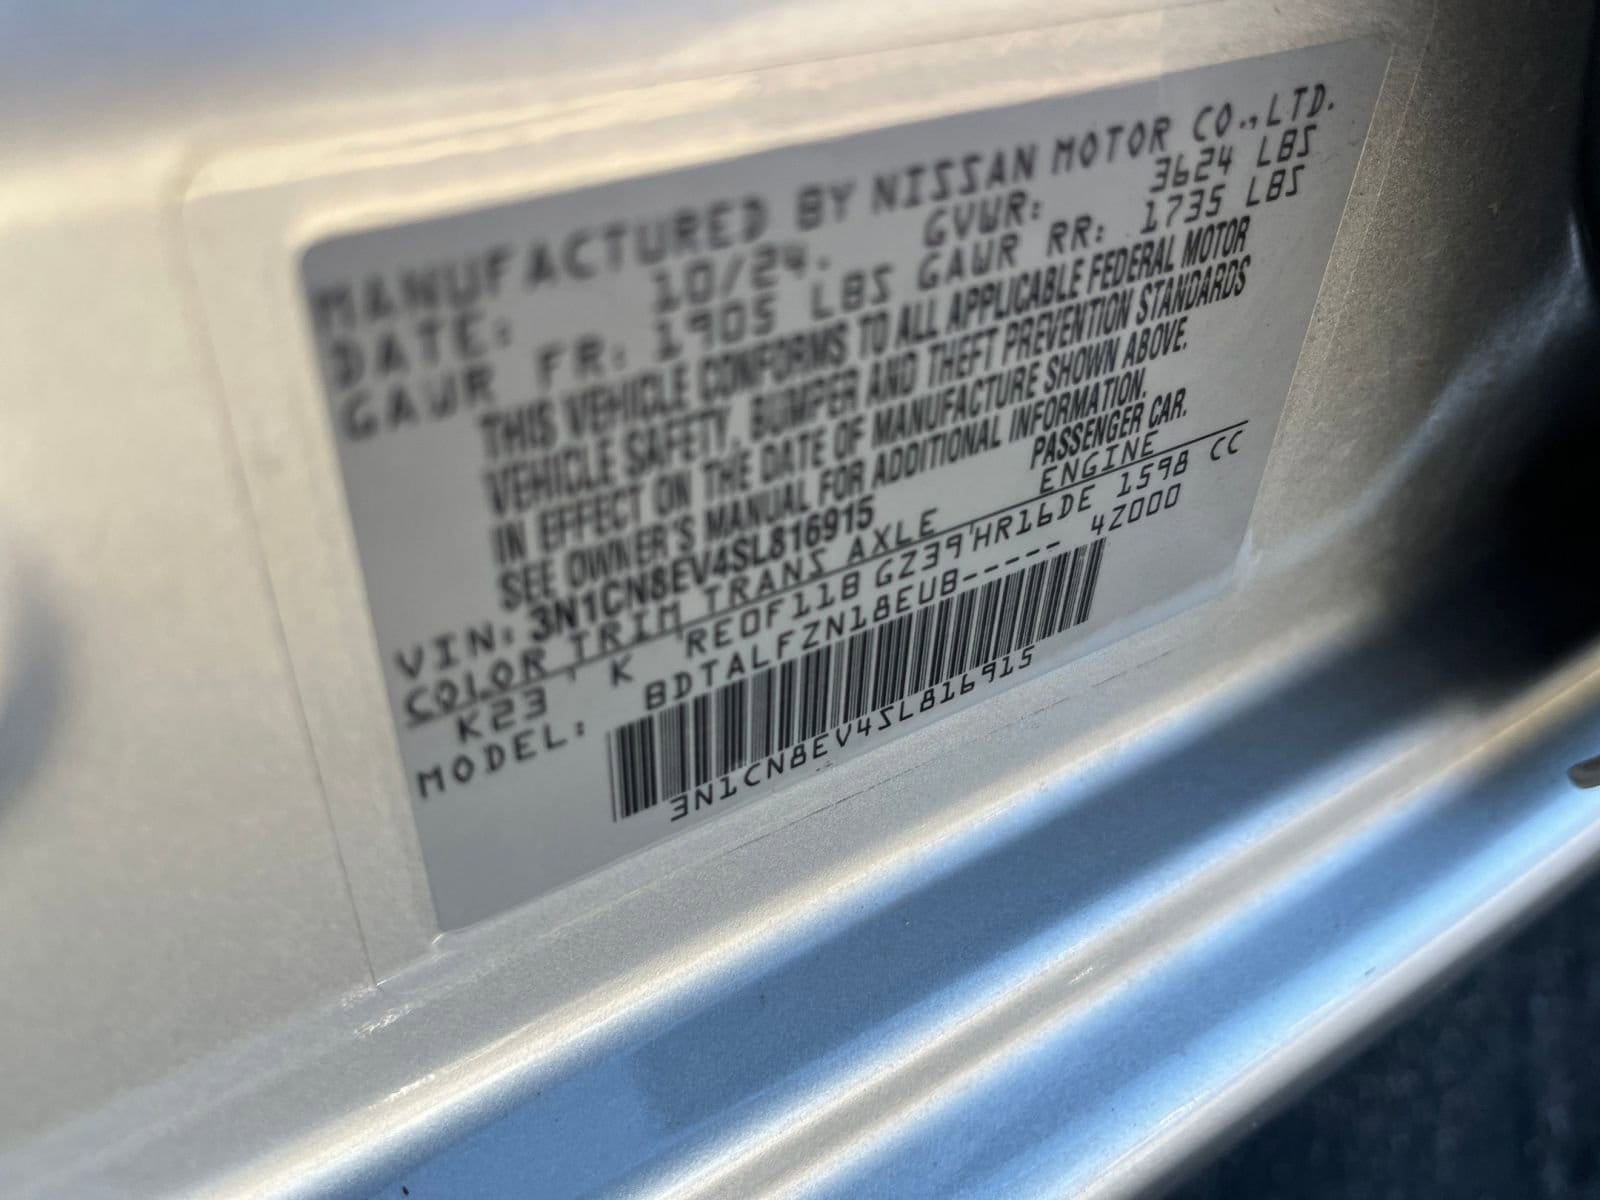 MANUFACTURED BY NISSAN MOTOR CO., LTD.
DATE: 10/24. GVWR: 3624 LBS
GAWR FR: 1905 LBS GAWR RR: 1735 LBS
THIS VEHICLE CONFORMS TO ALL APPLICABLE FEDERAL MOTOR
VEHICLE SAFETY, BUMPER AND THEFT PREVENTION STANDARDS
IN EFFECT ON THE DATE OF MANUFACTURE SHOWN ABOVE.
SEE OWNER'S MANUAL FOR ADDITIONAL INFORMATION.
VIN: 3N1CN8EV4SL816915 PASSENGER CAR.
COLOR TRIM TRANS AXLE ENGINE
K23 K RE0F11B GZ39 HR16DE 1598 CC
MODEL: BDTALFZN18EUB----- 4Z000
3N1CN8EV4SL816915